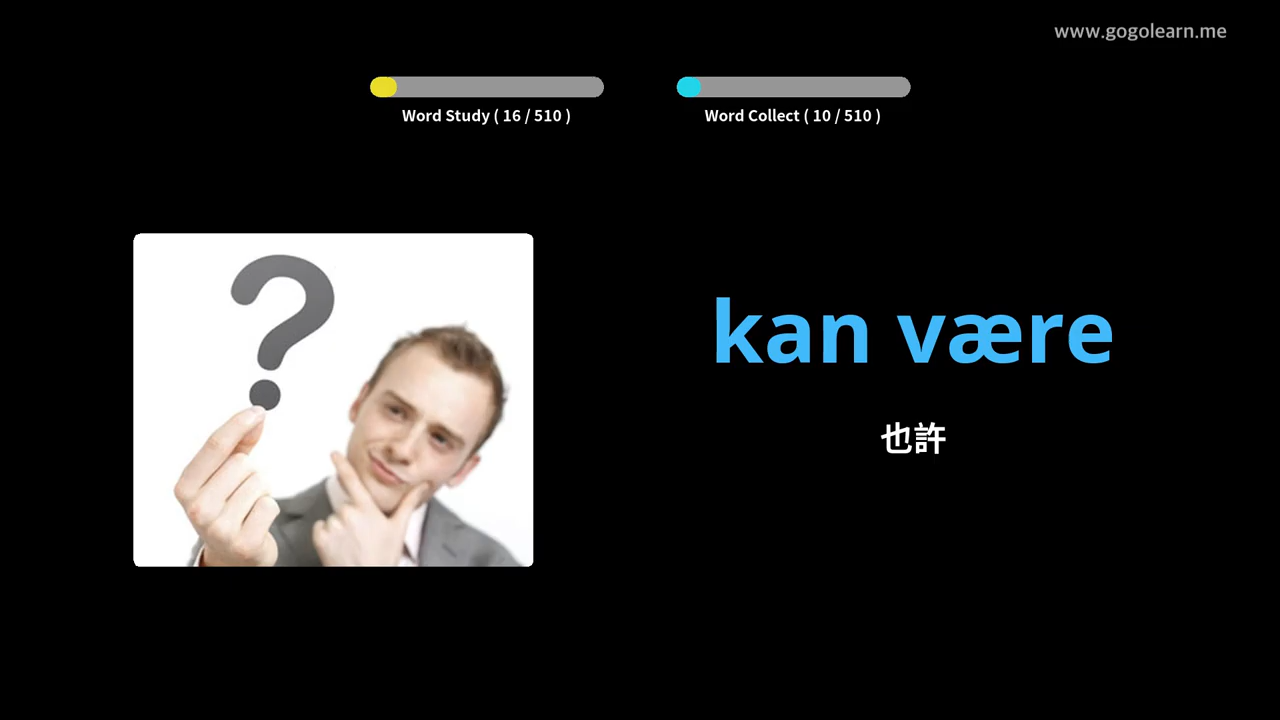 www.gogolearn.me
Word Study ( 16 / 510 )
Word Collect ( 10 / 510 )
?
kan være
也許